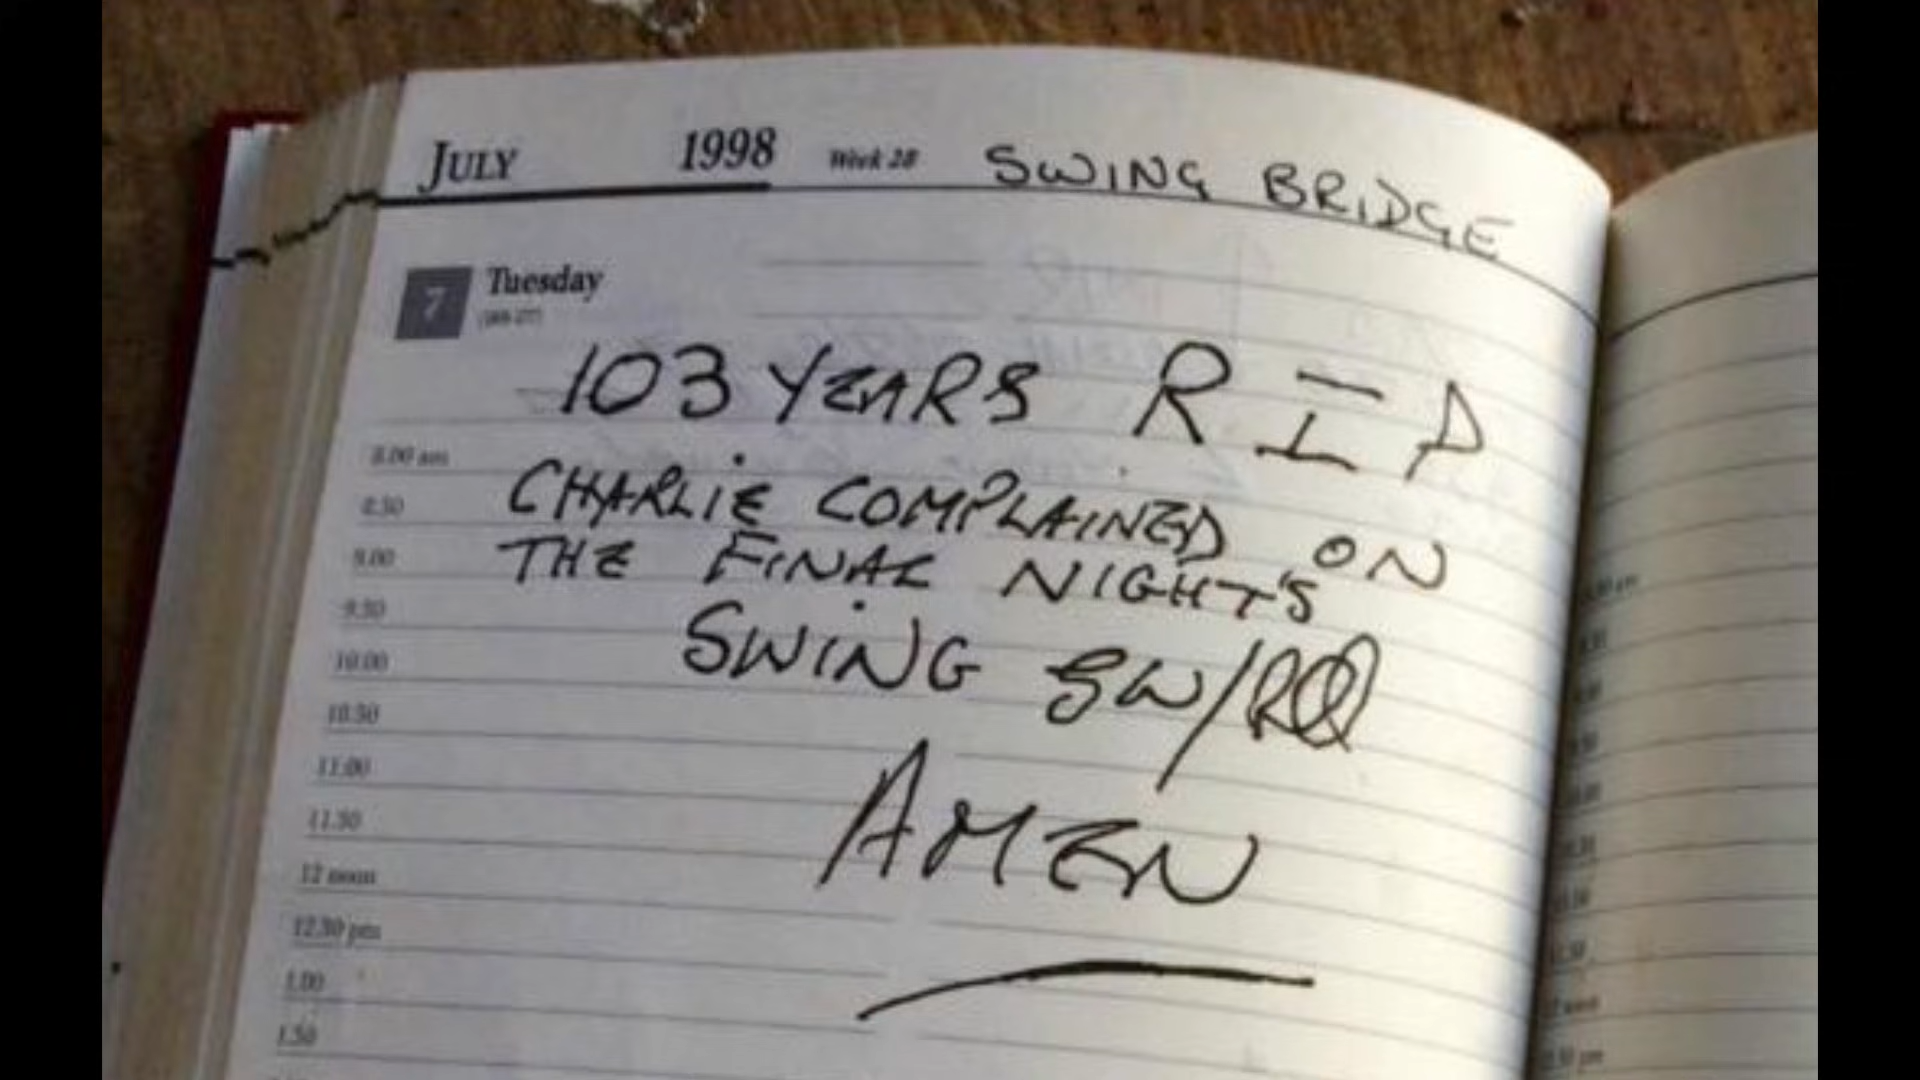 JULY 1998 Week 28 SWING BRIDGE
7 Tuesday
103 YEARS RIP
8.00 am
CHARLIE COMPLAINED ON
8.30
THE FINAL NIGHT'S
9.00
9.30
SWING SW/
10.00
10.30
11.00
AMEN
11.30
12 noon
12.30 pm
1.00
1.30